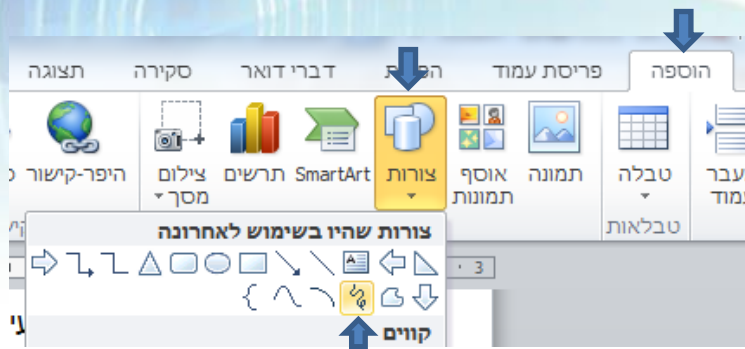 הוספה פריסת עמוד דברי דואר סקירה תצוגה
טבלה תמונה אוסף תמונות צורות SmartArt תרשים צילום מסך היפר-קישור
טבלאות
צורות שהיו בשימוש לאחרונה
3
קווים